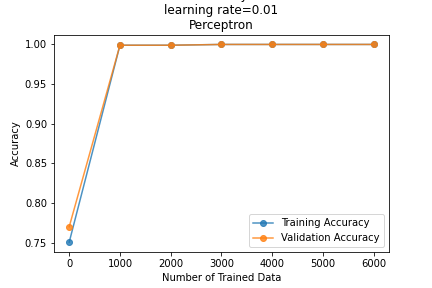 learning rate=0.01
Perceptron
1.00
0.95
0.90
0.85
0.80
0.75
Accuracy
Training Accuracy
Validation Accuracy
0 1000 2000 3000 4000 5000 6000
Number of Trained Data